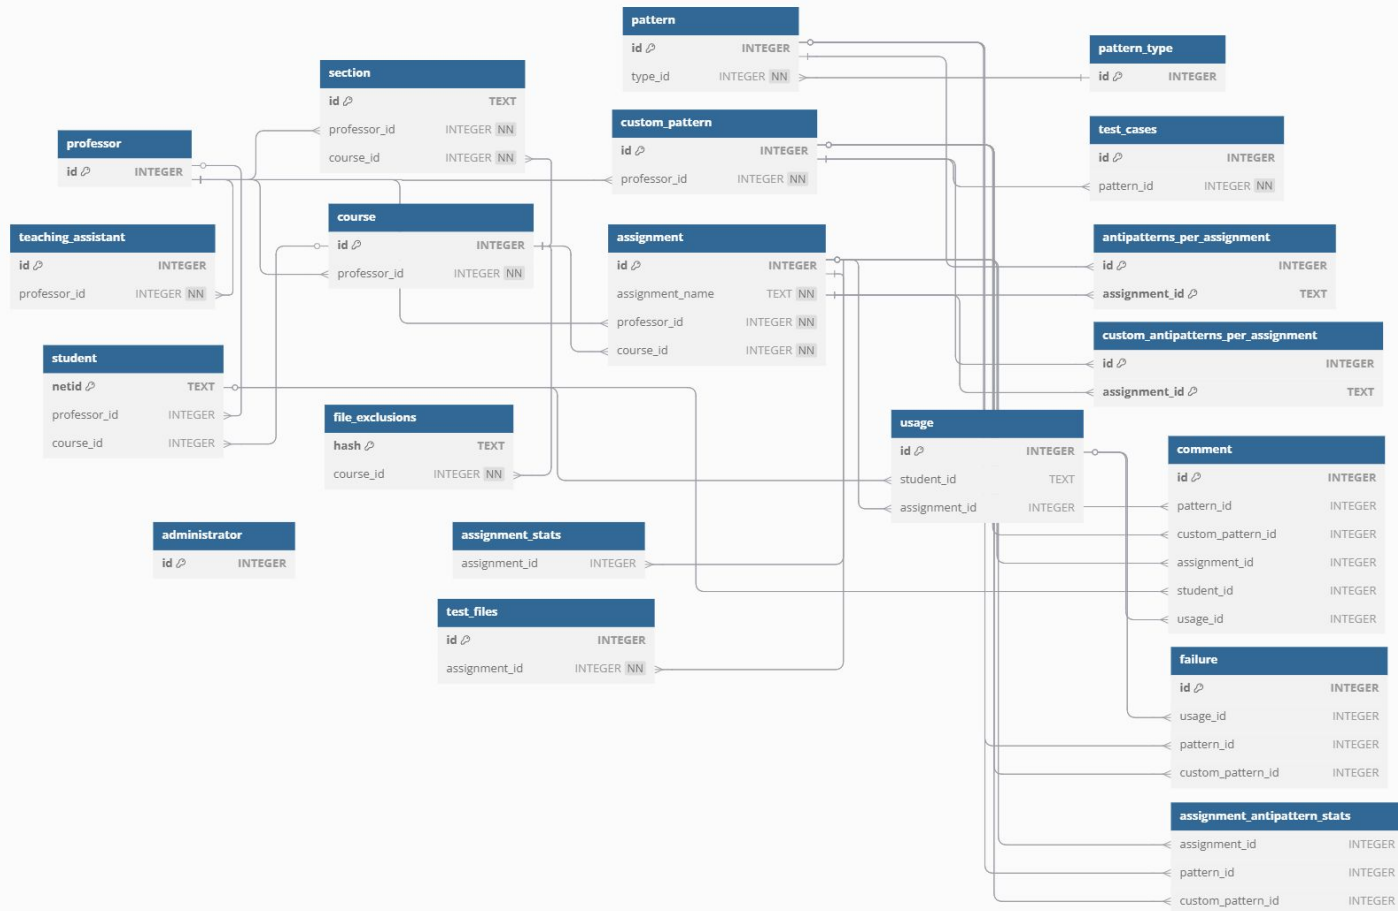 pattern
id INTEGER
type_id INTEGER NN
pattern_type
id INTEGER
section
id TEXT
professor_id INTEGER NN
course_id INTEGER NN
custom_pattern
id INTEGER
professor_id INTEGER NN
test_cases
id INTEGER
pattern_id INTEGER NN
professor
id INTEGER
teaching_assistant
id INTEGER
professor_id INTEGER NN
course
id INTEGER
professor_id INTEGER NN
assignment
id INTEGER
assignment_name TEXT NN
professor_id INTEGER NN
course_id INTEGER NN
antipatterns_per_assignment
id INTEGER
assignment_id TEXT
custom_antipatterns_per_assignment
id INTEGER
assignment_id TEXT
student
netid TEXT
professor_id INTEGER
course_id INTEGER
file_exclusions
hash TEXT
course_id INTEGER NN
usage
id INTEGER
student_id TEXT
assignment_id INTEGER
comment
id INTEGER
pattern_id INTEGER
custom_pattern_id INTEGER
assignment_id INTEGER
student_id INTEGER
usage_id INTEGER
administrator
id INTEGER
assignment_stats
assignment_id INTEGER
test_files
id INTEGER
assignment_id INTEGER NN
failure
id INTEGER
usage_id INTEGER
pattern_id INTEGER
custom_pattern_id INTEGER
assignment_antipattern_stats
assignment_id INTEGER
pattern_id INTEGER
custom_pattern_id INTEGER